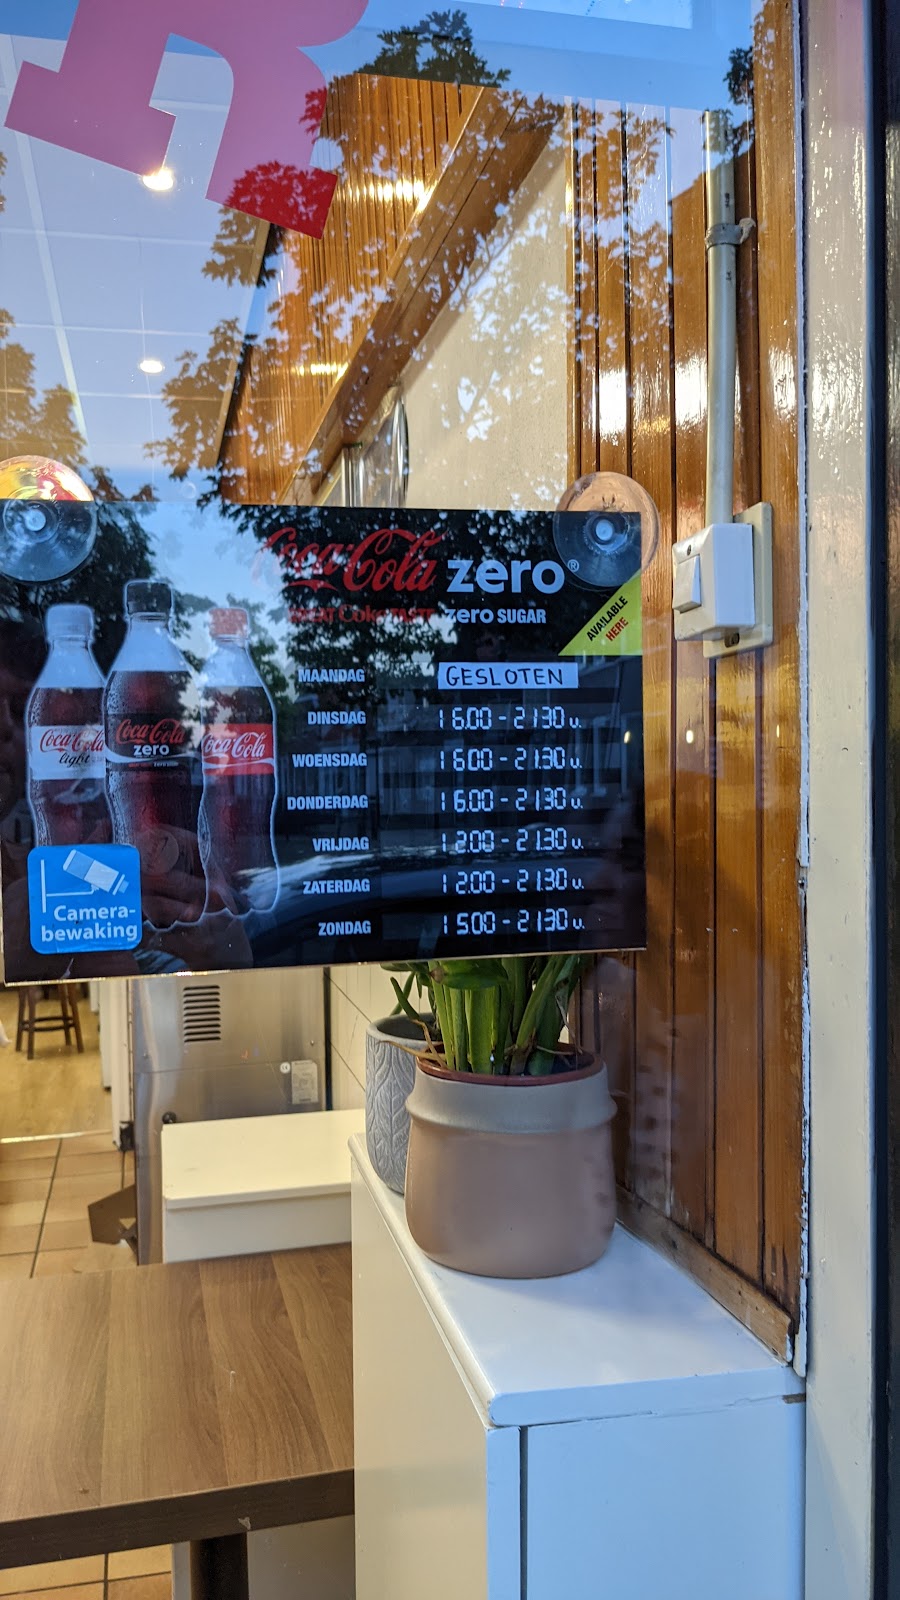 R
Coca-Cola zero®
GREAT Coke TASTE zero SUGAR
AVAILABLE
HERE
MAANDAG GESLOTEN
DINSDAG 16.00 - 21.30 u.
WOENSDAG 16.00 - 21.30 u.
DONDERDAG 16.00 - 21.30 u.
VRIJDAG 12.00 - 21.30 u.
ZATERDAG 12.00 - 21.30 u.
ZONDAG 15.00 - 21.30 u.
Coca-Cola
light
Coca-Cola
zero
Coca-Cola
Camera-
bewaking